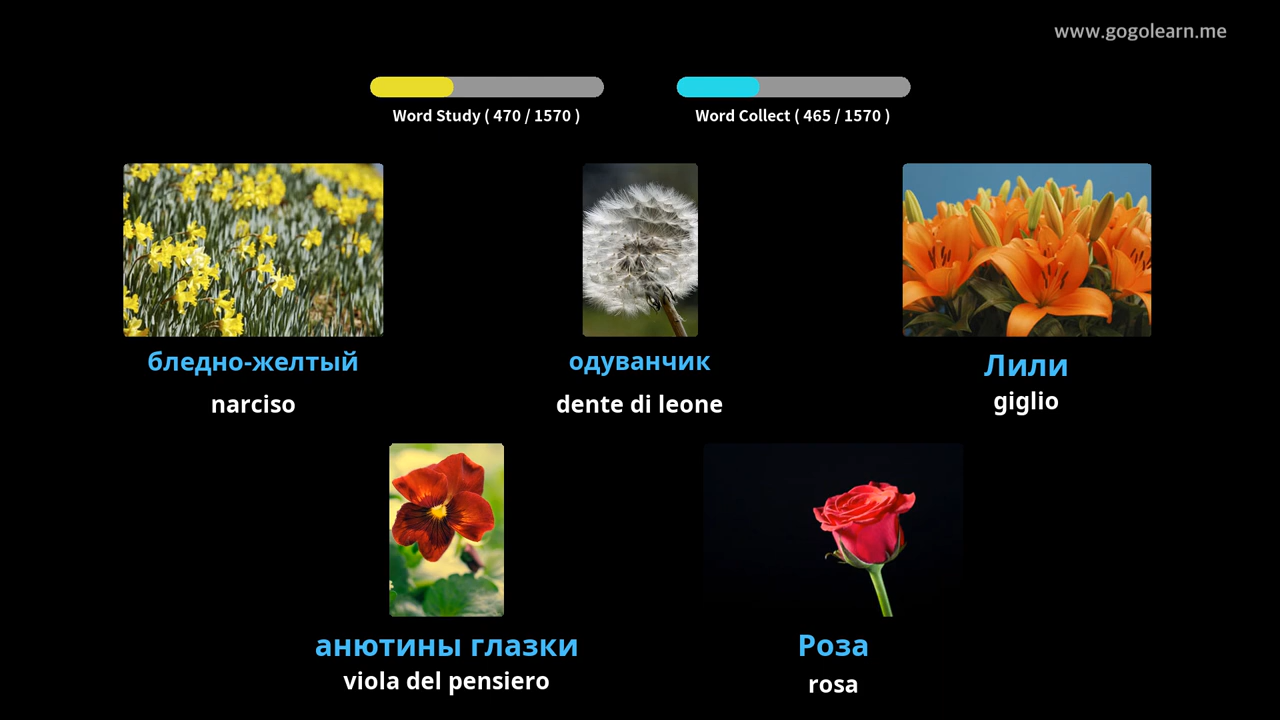 www.gogolearn.me
Word Study ( 470 / 1570 )
Word Collect ( 465 / 1570 )
бледно-желтый
одуванчик
Лили
narciso
dente di leone
giglio
анютины глазки
Роза
viola del pensiero
rosa